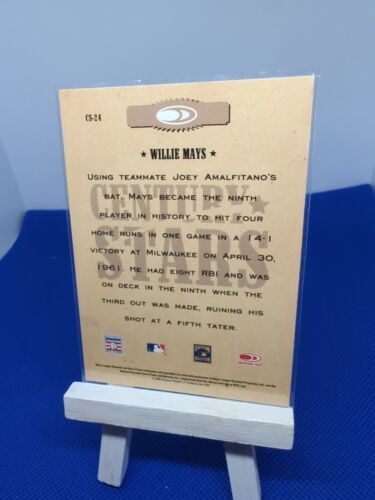 CS-24
★ WILLIE MAYS ★
CENTURY★
STARS
USING TEAMMATE JOEY AMALFITANO'S
BAT, MAYS BECAME THE NINTH
PLAYER IN HISTORY TO HIT FOUR
HOME RUNS IN ONE GAME IN A 14-1
VICTORY AT MILWAUKEE ON APRIL 30,
1961. HE HAD EIGHT RBI AND WAS
ON DECK IN THE NINTH WHEN THE
THIRD OUT WAS MADE, RUINING HIS
SHOT AT A FIFTH TATER.
DONRUSS